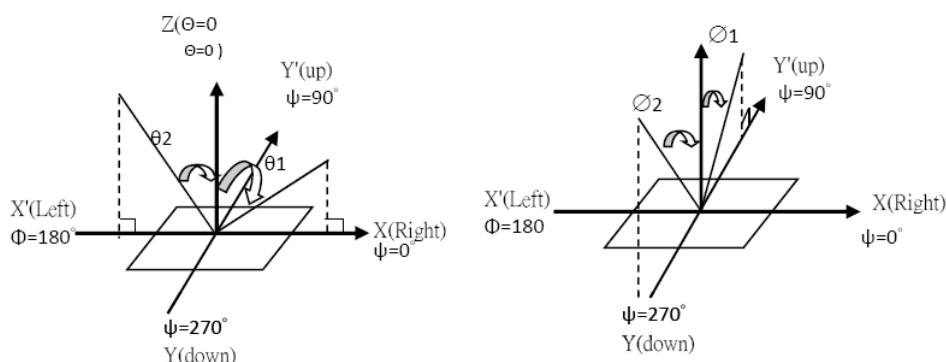 Z(Θ=0
Θ=0 )
Y'(up)
ψ=90°
θ2
θ1
X'(Left)
Φ=180°
X(Right)
ψ=0°
ψ=270°
Y(down)
∅1
Y'(up)
ψ=90°
∅2
X'(Left)
Φ=180
X(Right)
ψ=0°
ψ=270°
Y(down)